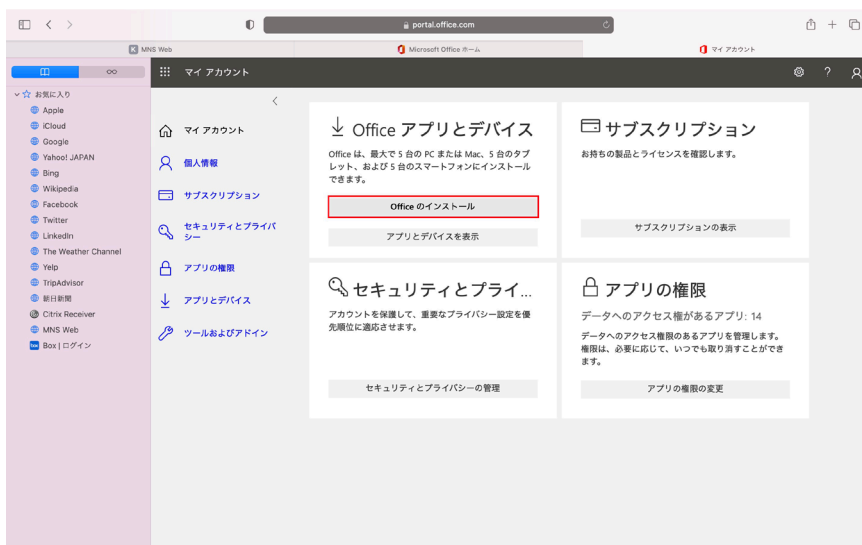 portal.office.com
MNS Web
Microsoft Office ホーム
マイ アカウント
マイ アカウント
?
お気に入り
Apple
iCloud
Google
Yahoo! JAPAN
Bing
Wikipedia
Facebook
Twitter
LinkedIn
The Weather Channel
Yelp
TripAdvisor
朝日新聞
Citrix Receiver
MNS Web
Box | ログイン
マイ アカウント
個人情報
サブスクリプション
セキュリティとプライバ
シー
アプリの権限
アプリとデバイス
ツールおよびアドイン
Office アプリとデバイス
Office は、最大で 5 台の PC または Mac、5 台のタブ
レット、および 5 台のスマートフォンにインストール
できます。
Office のインストール
アプリとデバイスを表示
サブスクリプション
お持ちの製品とライセンスを確認します。
サブスクリプションの表示
セキュリティとプライ...
アカウントを保護して、重要なプライバシー設定を優
先順位に適応させます。
セキュリティとプライバシーの管理
アプリの権限
データへのアクセス権があるアプリ: 14
データへのアクセス権限のあるアプリを管理します。
権限は、必要に応じて、いつでも取り消すことができ
ます。
アプリの権限の変更